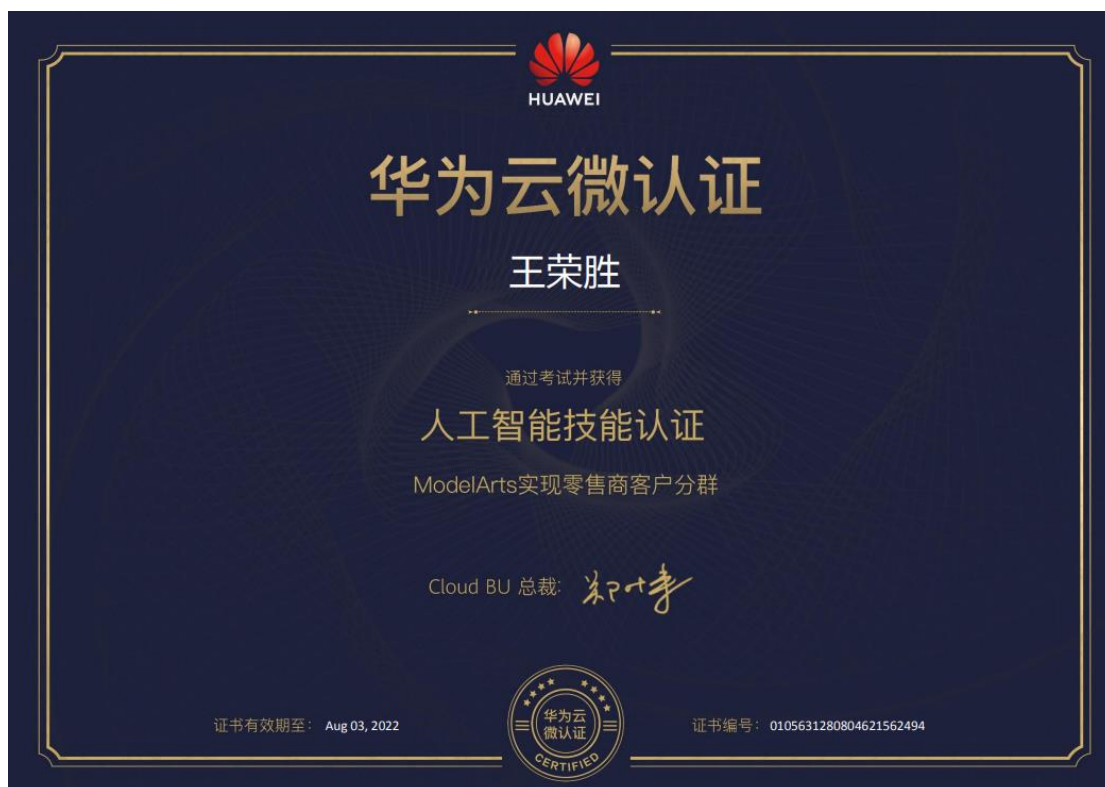 HUAWEI
华为云微认证
王荣胜
通过考试并获得
人工智能技能认证
ModelArts实现零售商客户分群
Cloud BU 总裁:
证书有效期至: Aug 03, 2022
华为云
微认证
CERTIFIED
证书编号: 0105631280804621562494